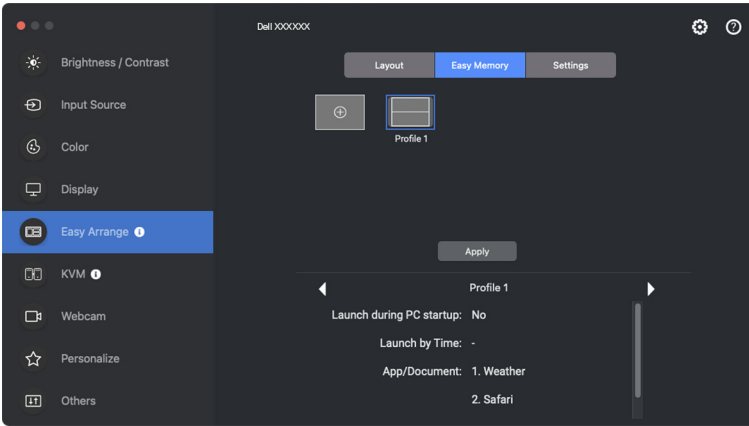 Dell XXXXXX
Brightness / Contrast
Input Source
Color
Display
Easy Arrange
KVM
Webcam
Personalize
Others
Layout
Easy Memory
Settings
Profile 1
Apply
Profile 1
Launch during PC startup: No
Launch by Time: -
App/Document: 1. Weather
2. Safari